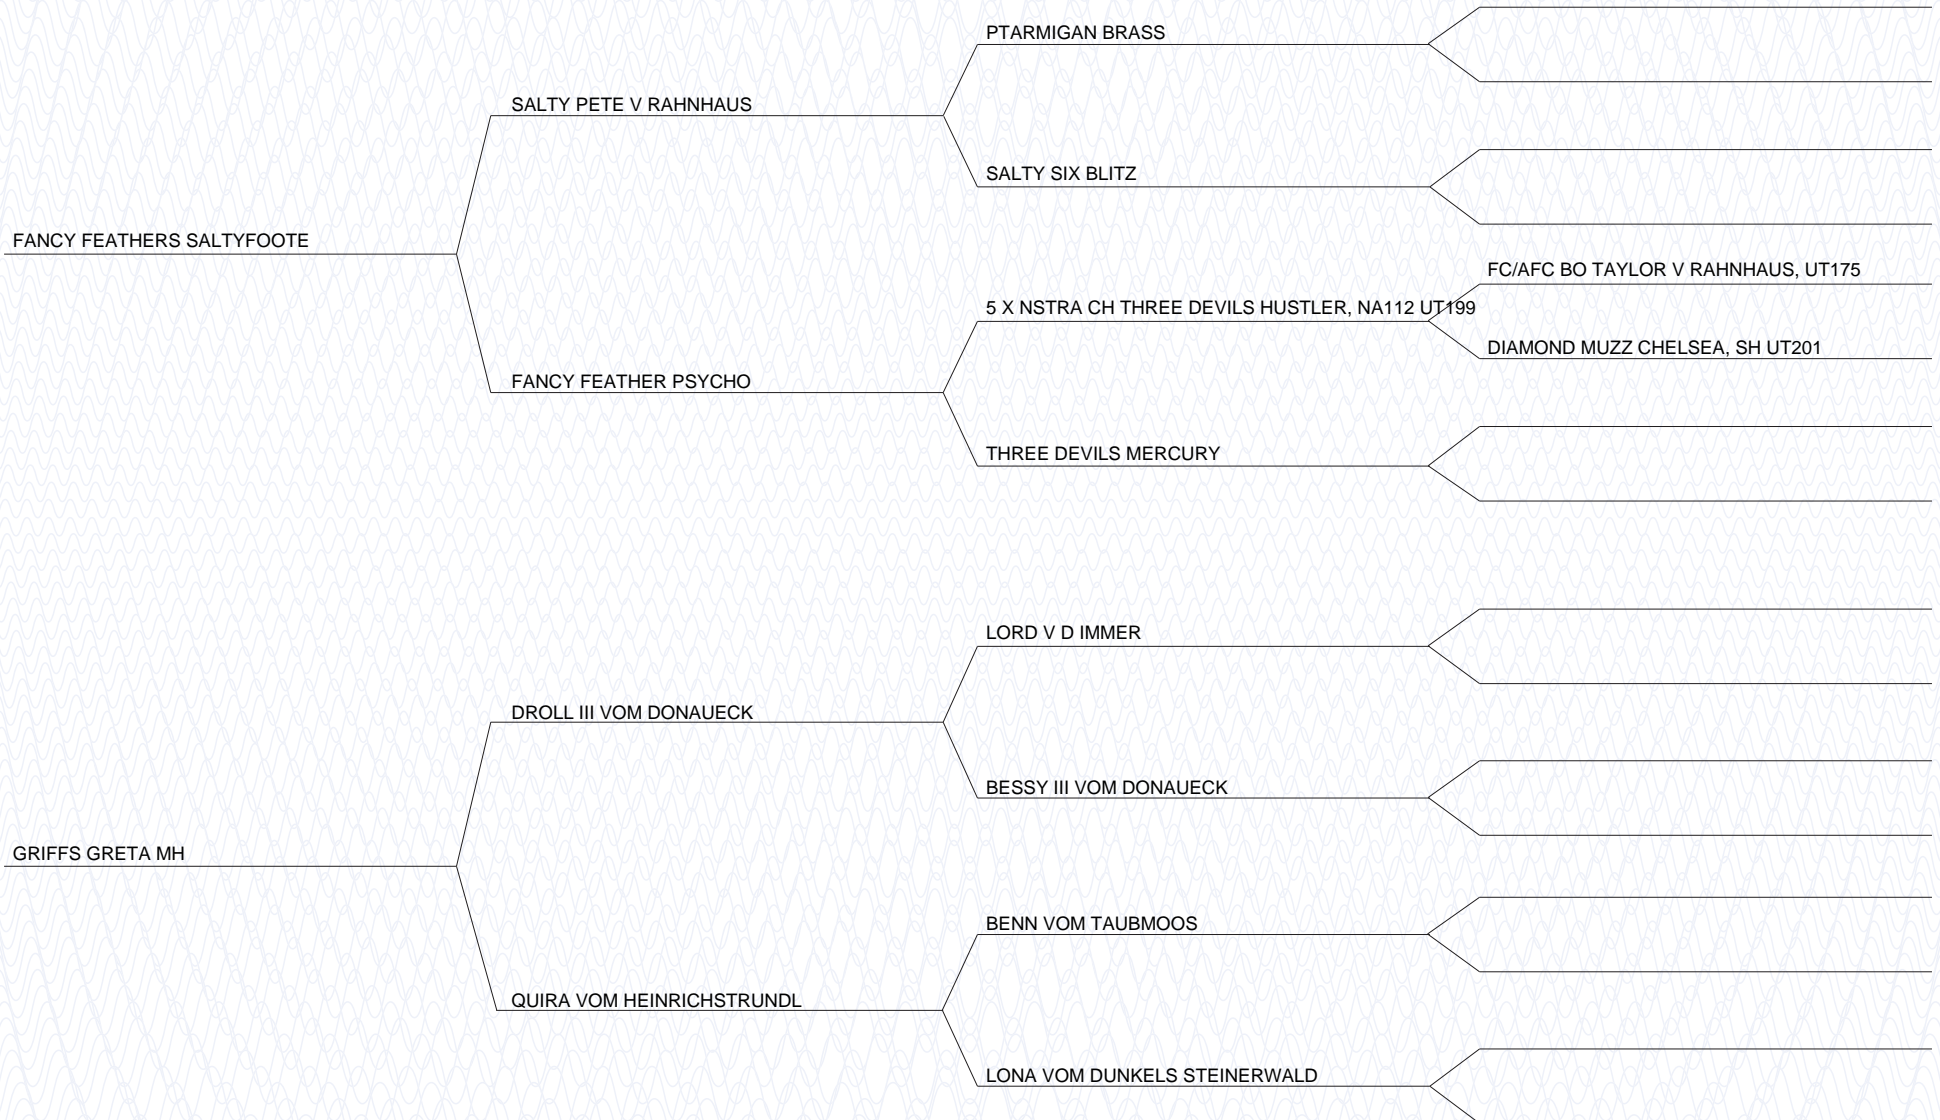 PTARMIGAN BRASS
SALTY PETE V RAHNHAUS
SALTY SIX BLITZ
FANCY FEATHERS SALTYFOOTE
FC/AFC BO TAYLOR V RAHNHAUS, UT175
5 X NSTRA CH THREE DEVILS HUSTLER, NA112 UT199
DIAMOND MUZZ CHELSEA, SH UT201
FANCY FEATHER PSYCHO
THREE DEVILS MERCURY
LORD V D IMMER
DROLL III VOM DONAUECK
BESSY III VOM DONAUECK
GRIFFS GRETA MH
BENN VOM TAUBMOOS
QUIRA VOM HEINRICHSTRUNDL
LONA VOM DUNKELS STEINERWALD